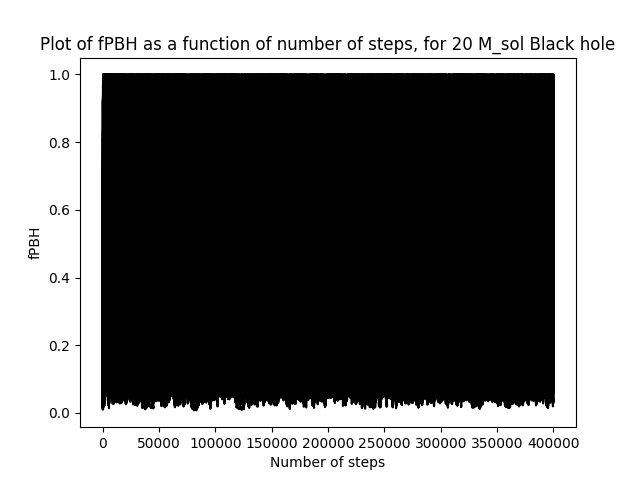 Plot of fPBH as a function of number of steps, for 20 M_sol Black hole
1.0
0.8
0.6
0.4
0.2
0.0
fPBH
0 50000 100000 150000 200000 250000 300000 350000 400000
Number of steps